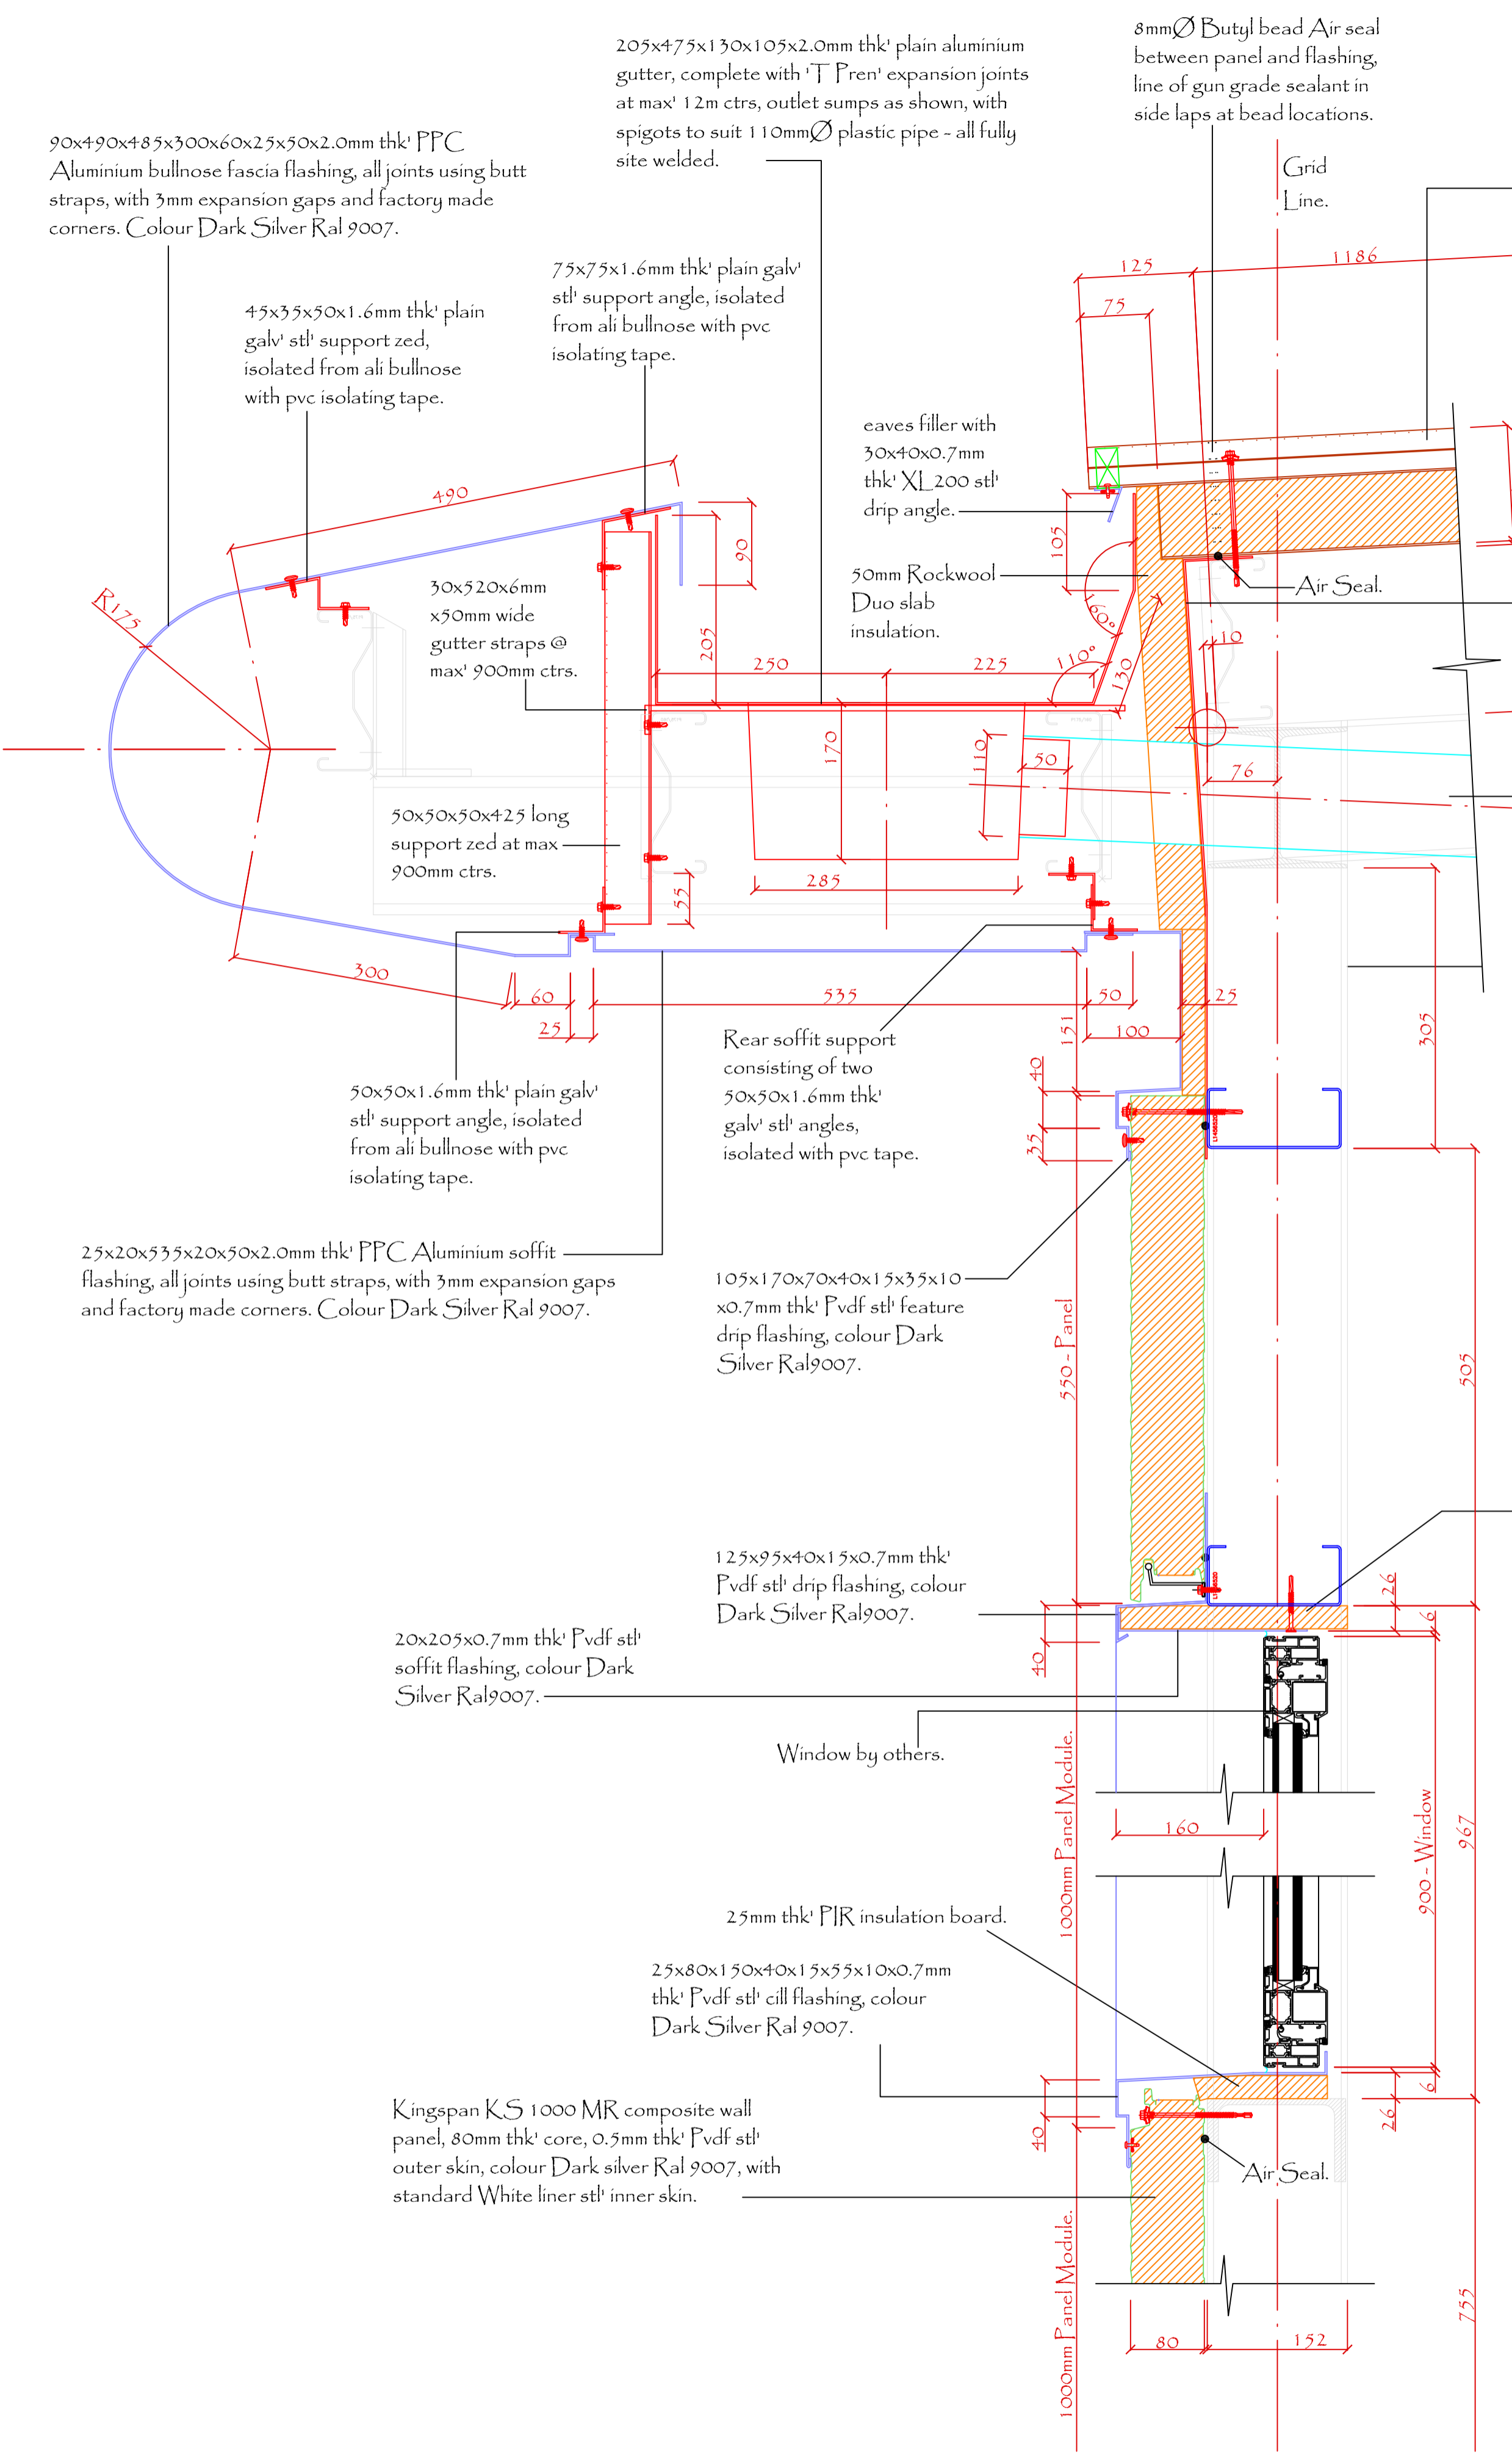 205x475x130x105x2.0mm thk' plain aluminium
gutter, complete with 'T Pren' expansion joints
at max' 12m ctrs, outlet sumps as shown, with
spigots to suit 110mmØ plastic pipe - all fully
site welded.
8mmØ Butyl bead Air seal
between panel and flashing,
line of gun grade sealant in
side laps at bead locations.
90x490x485x300x60x25x50x2.0mm thk' PPC
Aluminium bullnose fascia flashing, all joints using butt
straps, with 3mm expansion gaps and factory made
corners. Colour Dark Silver Ral 9007.
Grid
Line.
75x75x1.6mm thk' plain galv'
stl' support angle, isolated
from ali bullnose with pvc
isolating tape.
45x35x50x1.6mm thk' plain
galv' stl' support zed,
isolated from ali bullnose
with pvc isolating tape.
125
1186
75
eaves filler with
30x40x0.7mm
thk' XL200 stl'
drip angle.
490
90
105
50mm Rockwool
Duo slab
insulation.
Air Seal.
R175
30x520x6mm
x50mm wide
gutter straps @
max' 900mm ctrs.
205
160°
110°
130
10
250
225
170
110
50
76
50x50x50x425 long
support zed at max
900mm ctrs.
285
55
300
60
25
535
50
25
100
151
305
Rear soffit support
consisting of two
50x50x1.6mm thk'
galv' stl' angles,
isolated with pvc tape.
40
35
50x50x1.6mm thk' plain galv'
stl' support angle, isolated
from ali bullnose with pvc
isolating tape.
25x20x535x20x50x2.0mm thk' PPC Aluminium soffit
flashing, all joints using butt straps, with 3mm expansion gaps
and factory made corners. Colour Dark Silver Ral 9007.
105x170x70x40x15x35x10
x0.7mm thk' Pvdf stl' feature
drip flashing, colour Dark
Silver Ral9007.
550 - Panel
505
125x95x40x15x0.7mm thk'
Pvdf stl' drip flashing, colour
Dark Silver Ral9007.
26
6
40
20x205x0.7mm thk' Pvdf stl'
soffit flashing, colour Dark
Silver Ral9007.
Window by others.
1000mm Panel Module.
160
900 - Window
967
25mm thk' PIR insulation board.
25x80x150x40x15x55x10x0.7mm
thk' Pvdf stl' cill flashing, colour
Dark Silver Ral 9007.
6
26
40
Kingspan KS 1000 MR composite wall
panel, 80mm thk' core, 0.5mm thk' Pvdf stl'
outer skin, colour Dark silver Ral 9007, with
standard White liner stl' inner skin.
Air Seal.
1000mm Panel Module.
755
80
152